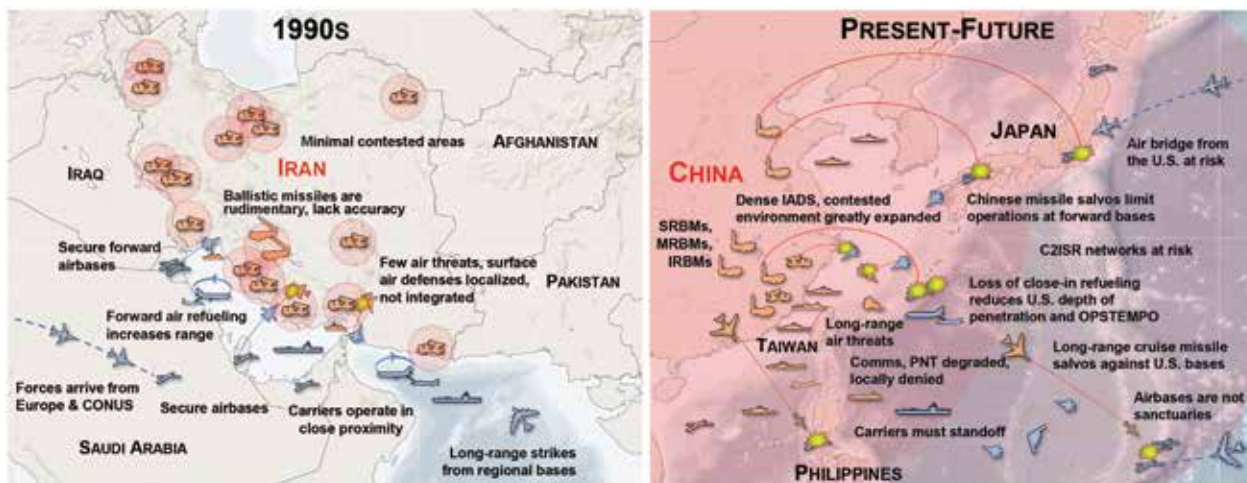 1990S
Minimal contested areas
AFGHANISTAN
IRAQ
IRAN
Ballistic missiles are
rudimentary, lack accuracy
Secure forward
airbases
Few air threats, surface
air defenses localized,
not integrated
PAKISTAN
Forward air refueling
increases range
Forces arrive from
Europe & CONUS
Secure airbases
Carriers operate in
close proximity
SAUDI ARABIA
Long-range strikes
from regional bases
PRESENT-FUTURE
JAPAN
Air bridge from
the U.S. at risk
CHINA
Dense IADS, contested
environment greatly expanded
Chinese missile salvos limit
operations at forward bases
SRBMs,
MRBMs,
IRBMs
C2ISR networks at risk
Loss of close-in refueling
reduces U.S. depth of
penetration and OPSTEMPO
Long-range
air threats
TAIWAN
Long-range cruise missile
salvos against U.S. bases
Comms, PNT degraded,
locally denied
Airbases are not
sanctuaries
Carriers must standoff
PHILIPPINES